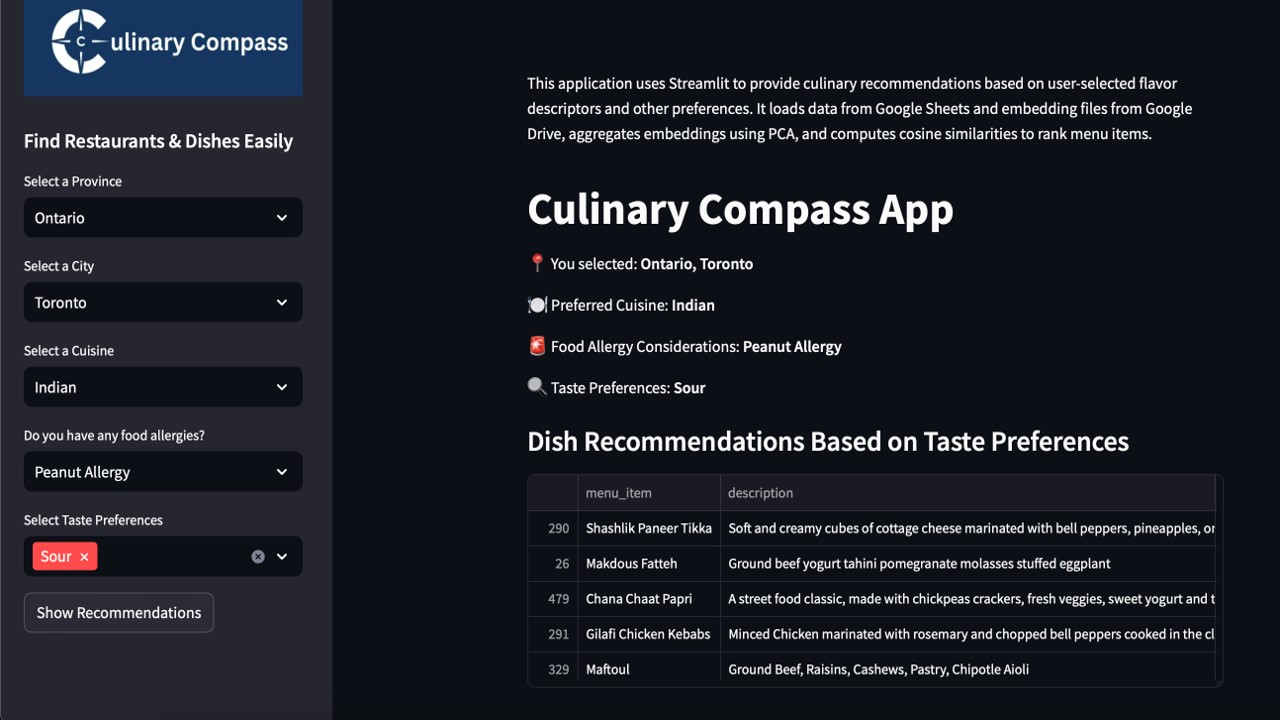 Culinary Compass
Find Restaurants & Dishes Easily
Select a Province
Ontario
Select a City
Toronto
Select a Cuisine
Indian
Do you have any food allergies?
Peanut Allergy
Select Taste Preferences
Sour ×
Show Recommendations
This application uses Streamlit to provide culinary recommendations based on user-selected flavor
descriptors and other preferences. It loads data from Google Sheets and embedding files from Google
Drive, aggregates embeddings using PCA, and computes cosine similarities to rank menu items.
Culinary Compass App
📍 You selected: Ontario, Toronto
🍽️ Preferred Cuisine: Indian
🚨 Food Allergy Considerations: Peanut Allergy
🔍 Taste Preferences: Sour
Dish Recommendations Based on Taste Preferences
menu_item description
290 Shashlik Paneer Tikka Soft and creamy cubes of cottage cheese marinated with bell peppers, pineapples, or
26 Makdous Fatteh Ground beef yogurt tahini pomegranate molasses stuffed eggplant
479 Chana Chaat Papri A street food classic, made with chickpeas crackers, fresh veggies, sweet yogurt and t
291 Gilafi Chicken Kebabs Minced Chicken marinated with rosemary and chopped bell peppers cooked in the cl
329 Maftoul Ground Beef, Raisins, Cashews, Pastry, Chipotle Aioli